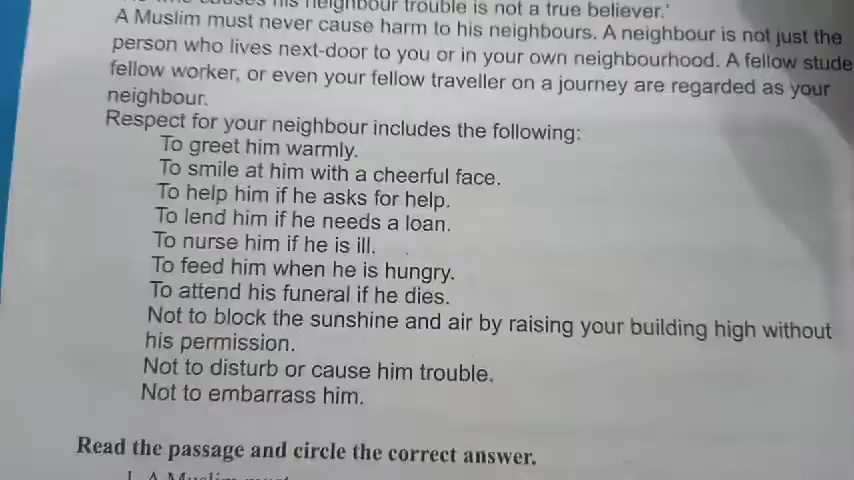 his neighbour trouble is not a true believer.'
A Muslim must never cause harm to his neighbours. A neighbour is not just the
person who lives next-door to you or in your own neighbourhood. A fellow stude
fellow worker, or even your fellow traveller on a journey are regarded as your
neighbour.
Respect for your neighbour includes the following:
To greet him warmly.
To smile at him with a cheerful face.
To help him if he asks for help.
To lend him if he needs a loan.
To nurse him if he is ill.
To feed him when he is hungry.
To attend his funeral if he dies.
Not to block the sunshine and air by raising your building high without
his permission.
Not to disturb or cause him trouble.
Not to embarrass him.
Read the passage and circle the correct answer.
1. A Muslim must